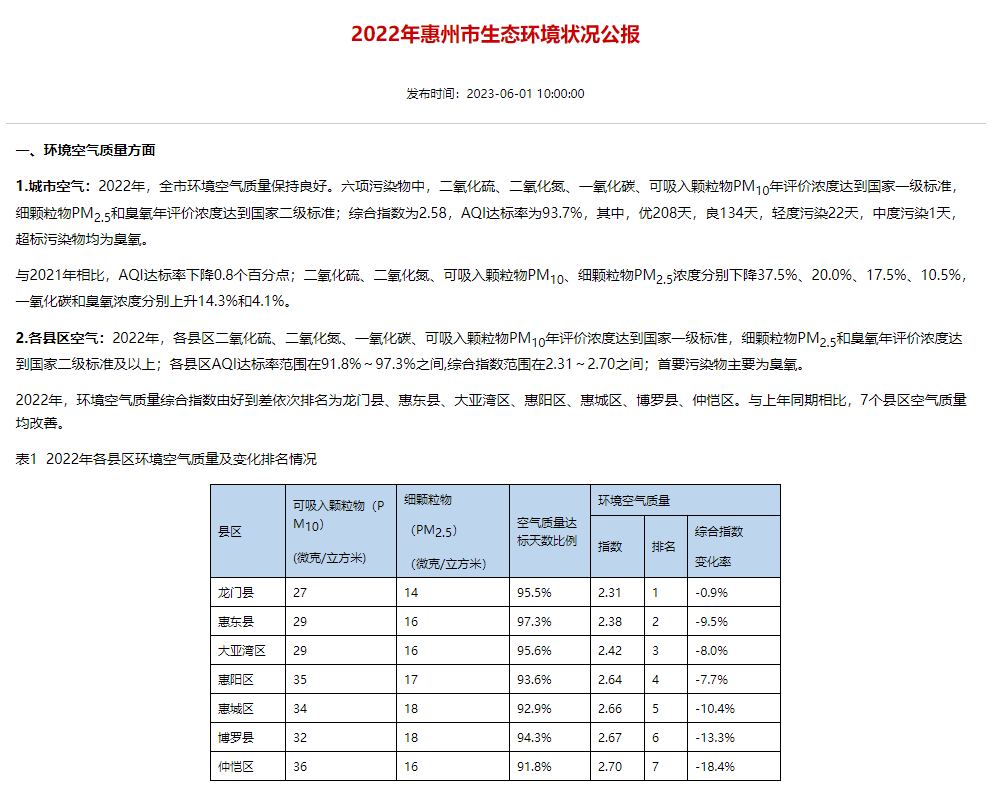 2022年惠州市生态环境状况公报
发布时间：2023-06-01 10:00:00
一、环境空气质量方面
1.城市空气：2022年，全市环境空气质量保持良好。六项污染物中，二氧化硫、二氧化氮、一氧化碳、可吸入颗粒物PM10年评价浓度达到国家一级标准，
细颗粒物PM2.5和臭氧年评价浓度达到国家二级标准；综合指数为2.58，AQI达标率为93.7%，其中，优208天，良134天，轻度污染22天，中度污染1天，
超标污染物均为臭氧。
与2021年相比，AQI达标率下降0.8个百分点；二氧化硫、二氧化氮、可吸入颗粒物PM10、细颗粒物PM2.5浓度分别下降37.5%、20.0%、17.5%、10.5%，
一氧化碳和臭氧浓度分别上升14.3%和4.1%。
2.各县区空气：2022年，各县区二氧化硫、二氧化氮、一氧化碳、可吸入颗粒物PM10年评价浓度达到国家一级标准，细颗粒物PM2.5和臭氧年评价浓度达
到国家二级标准及以上；各县区AQI达标率范围在91.8%～97.3%之间,综合指数范围在2.31～2.70之间；首要污染物主要为臭氧。
2022年，环境空气质量综合指数由好到差依次排名为龙门县、惠东县、大亚湾区、惠阳区、惠城区、博罗县、仲恺区。与上年同期相比，7个县区空气质量
均改善。
表1 2022年各县区环境空气质量及变化排名情况
县区 可吸入颗粒物（P
M10）
(微克/立方米) 细颗粒物
（PM2.5）
（微克/立方米） 空气质量达
标天数比例 环境空气质量
指数 排名 综合指数
变化率
龙门县 27 14 95.5% 2.31 1 -0.9%
惠东县 29 16 97.3% 2.38 2 -9.5%
大亚湾区 29 16 95.6% 2.42 3 -8.0%
惠阳区 35 17 93.6% 2.64 4 -7.7%
惠城区 34 18 92.9% 2.66 5 -10.4%
博罗县 32 18 94.3% 2.67 6 -13.3%
仲恺区 36 16 91.8% 2.70 7 -18.4%